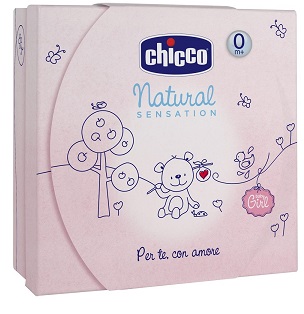 chicco
0
m+
Natural
SENSATION
Girl
Per te, con amore